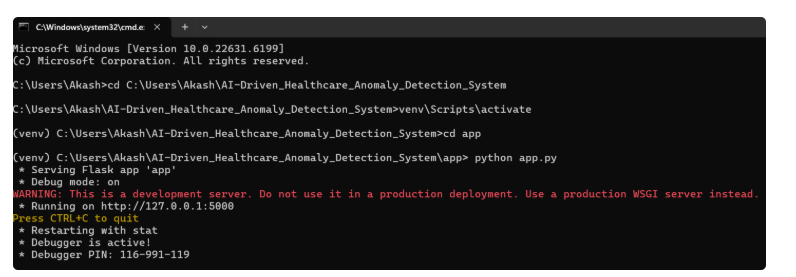 C:\Windows\system32\cmd.e:
Microsoft Windows [Version 10.0.22631.6199]
(c) Microsoft Corporation. All rights reserved.
C:\Users\Akash>cd C:\Users\Akash\AI-Driven_Healthcare_Anomaly_Detection_System
C:\Users\Akash\AI-Driven_Healthcare_Anomaly_Detection_System>venv\Scripts\activate
(venv) C:\Users\Akash\AI-Driven_Healthcare_Anomaly_Detection_System>cd app
(venv) C:\Users\Akash\AI-Driven_Healthcare_Anomaly_Detection_System\app> python app.py
* Serving Flask app 'app'
* Debug mode: on
WARNING: This is a development server. Do not use it in a production deployment. Use a production WSGI server instead.
* Running on http://127.0.0.1:5000
Press CTRL+C to quit
* Restarting with stat
* Debugger is active!
* Debugger PIN: 116-991-119